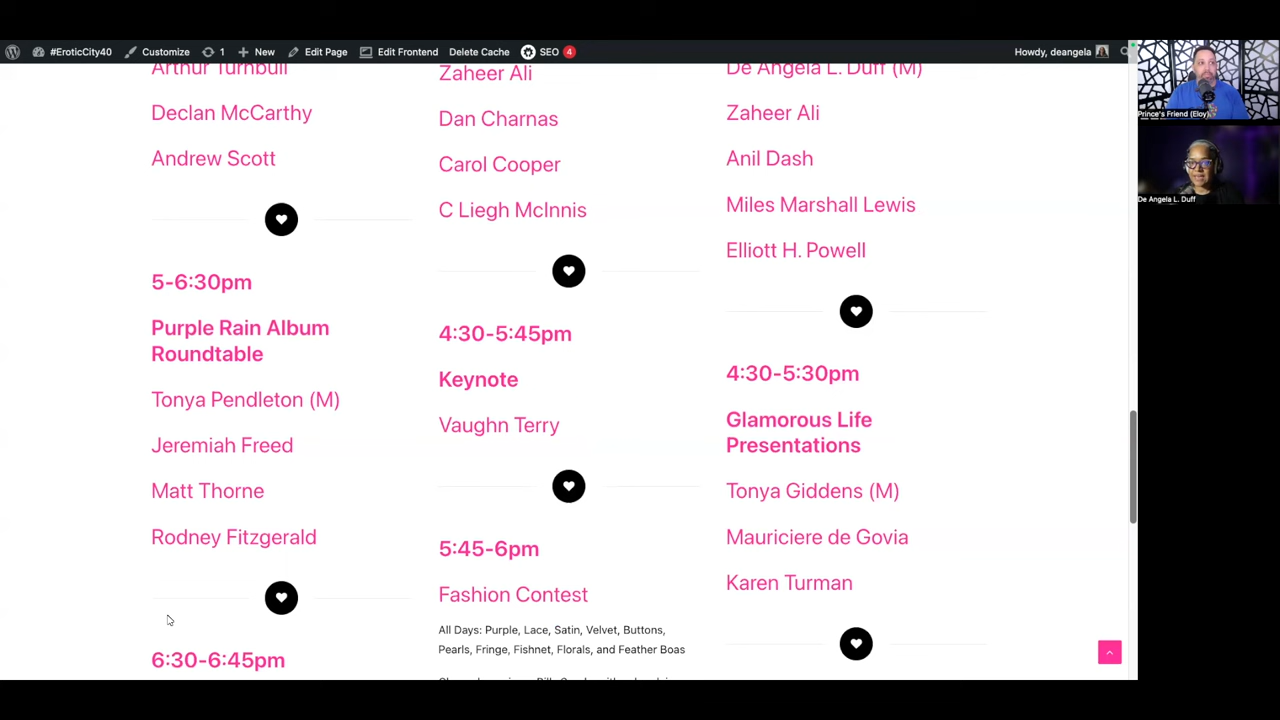 #EroticCity40
Customize
1
New
Edit Page
Edit Frontend
Delete Cache
SEO
4
Howdy, deangela
Arthur Turnbull
Declan McCarthy
Andrew Scott
5-6:30pm
Purple Rain Album
Roundtable
Tonya Pendleton (M)
Jeremiah Freed
Matt Thorne
Rodney Fitzgerald
6:30-6:45pm
Zaheer Ali
Dan Charnas
Carol Cooper
C Liegh McInnis
4:30-5:45pm
Keynote
Vaughn Terry
5:45-6pm
Fashion Contest
All Days: Purple, Lace, Satin, Velvet, Buttons,
Pearls, Fringe, Fishnet, Florals, and Feather Boas
De Angela L. Duff (M)
Zaheer Ali
Anil Dash
Miles Marshall Lewis
Elliott H. Powell
4:30-5:30pm
Glamorous Life
Presentations
Tonya Giddens (M)
Mauriciere de Govia
Karen Turman
Prince's Friend (Eloy)
De Angela L. Duff